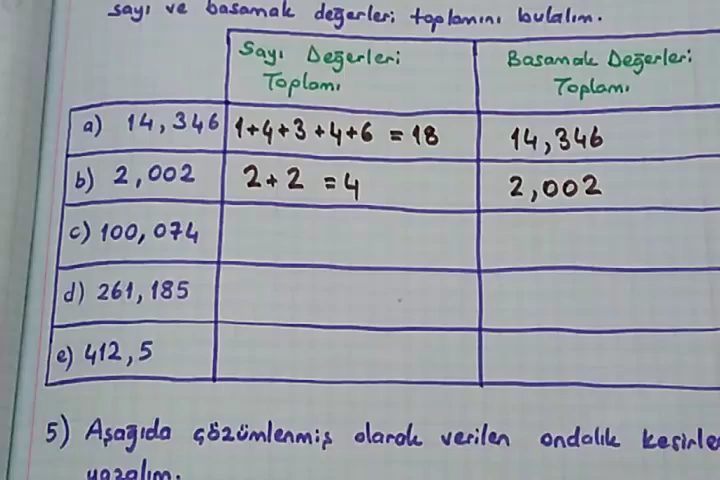 sayı ve basamak değerleri toplamını bulalım.
Sayı Değerleri Toplamı
Basamak Değerleri Toplamı
a) 14,346 1+4+3+4+6 = 18 14,346
b) 2,002 2+2 = 4 2,002
c) 100,074
d) 261,185
e) 412,5
5) Aşağıda çözümlenmiş olarak verilen ondalık kesirle
yazalım.